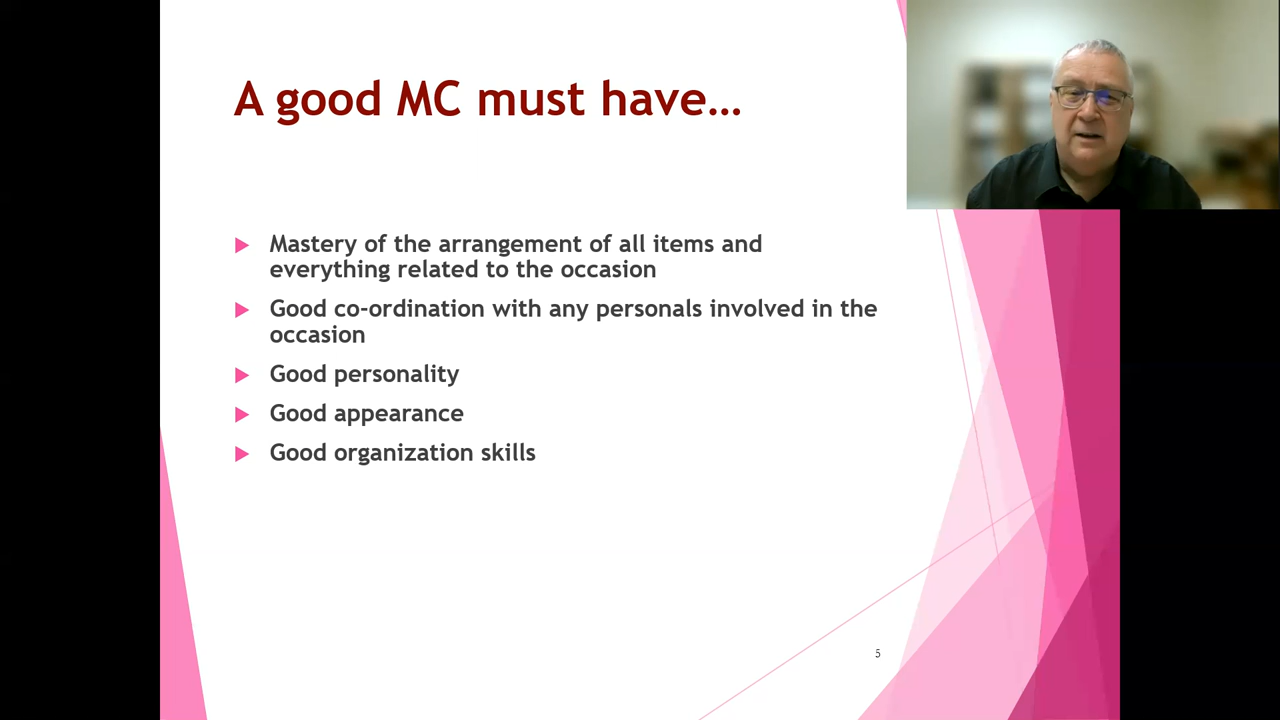 A good MC must have...
Mastery of the arrangement of all items and
everything related to the occasion
Good co-ordination with any personals involved in the
occasion
Good personality
Good appearance
Good organization skills
5